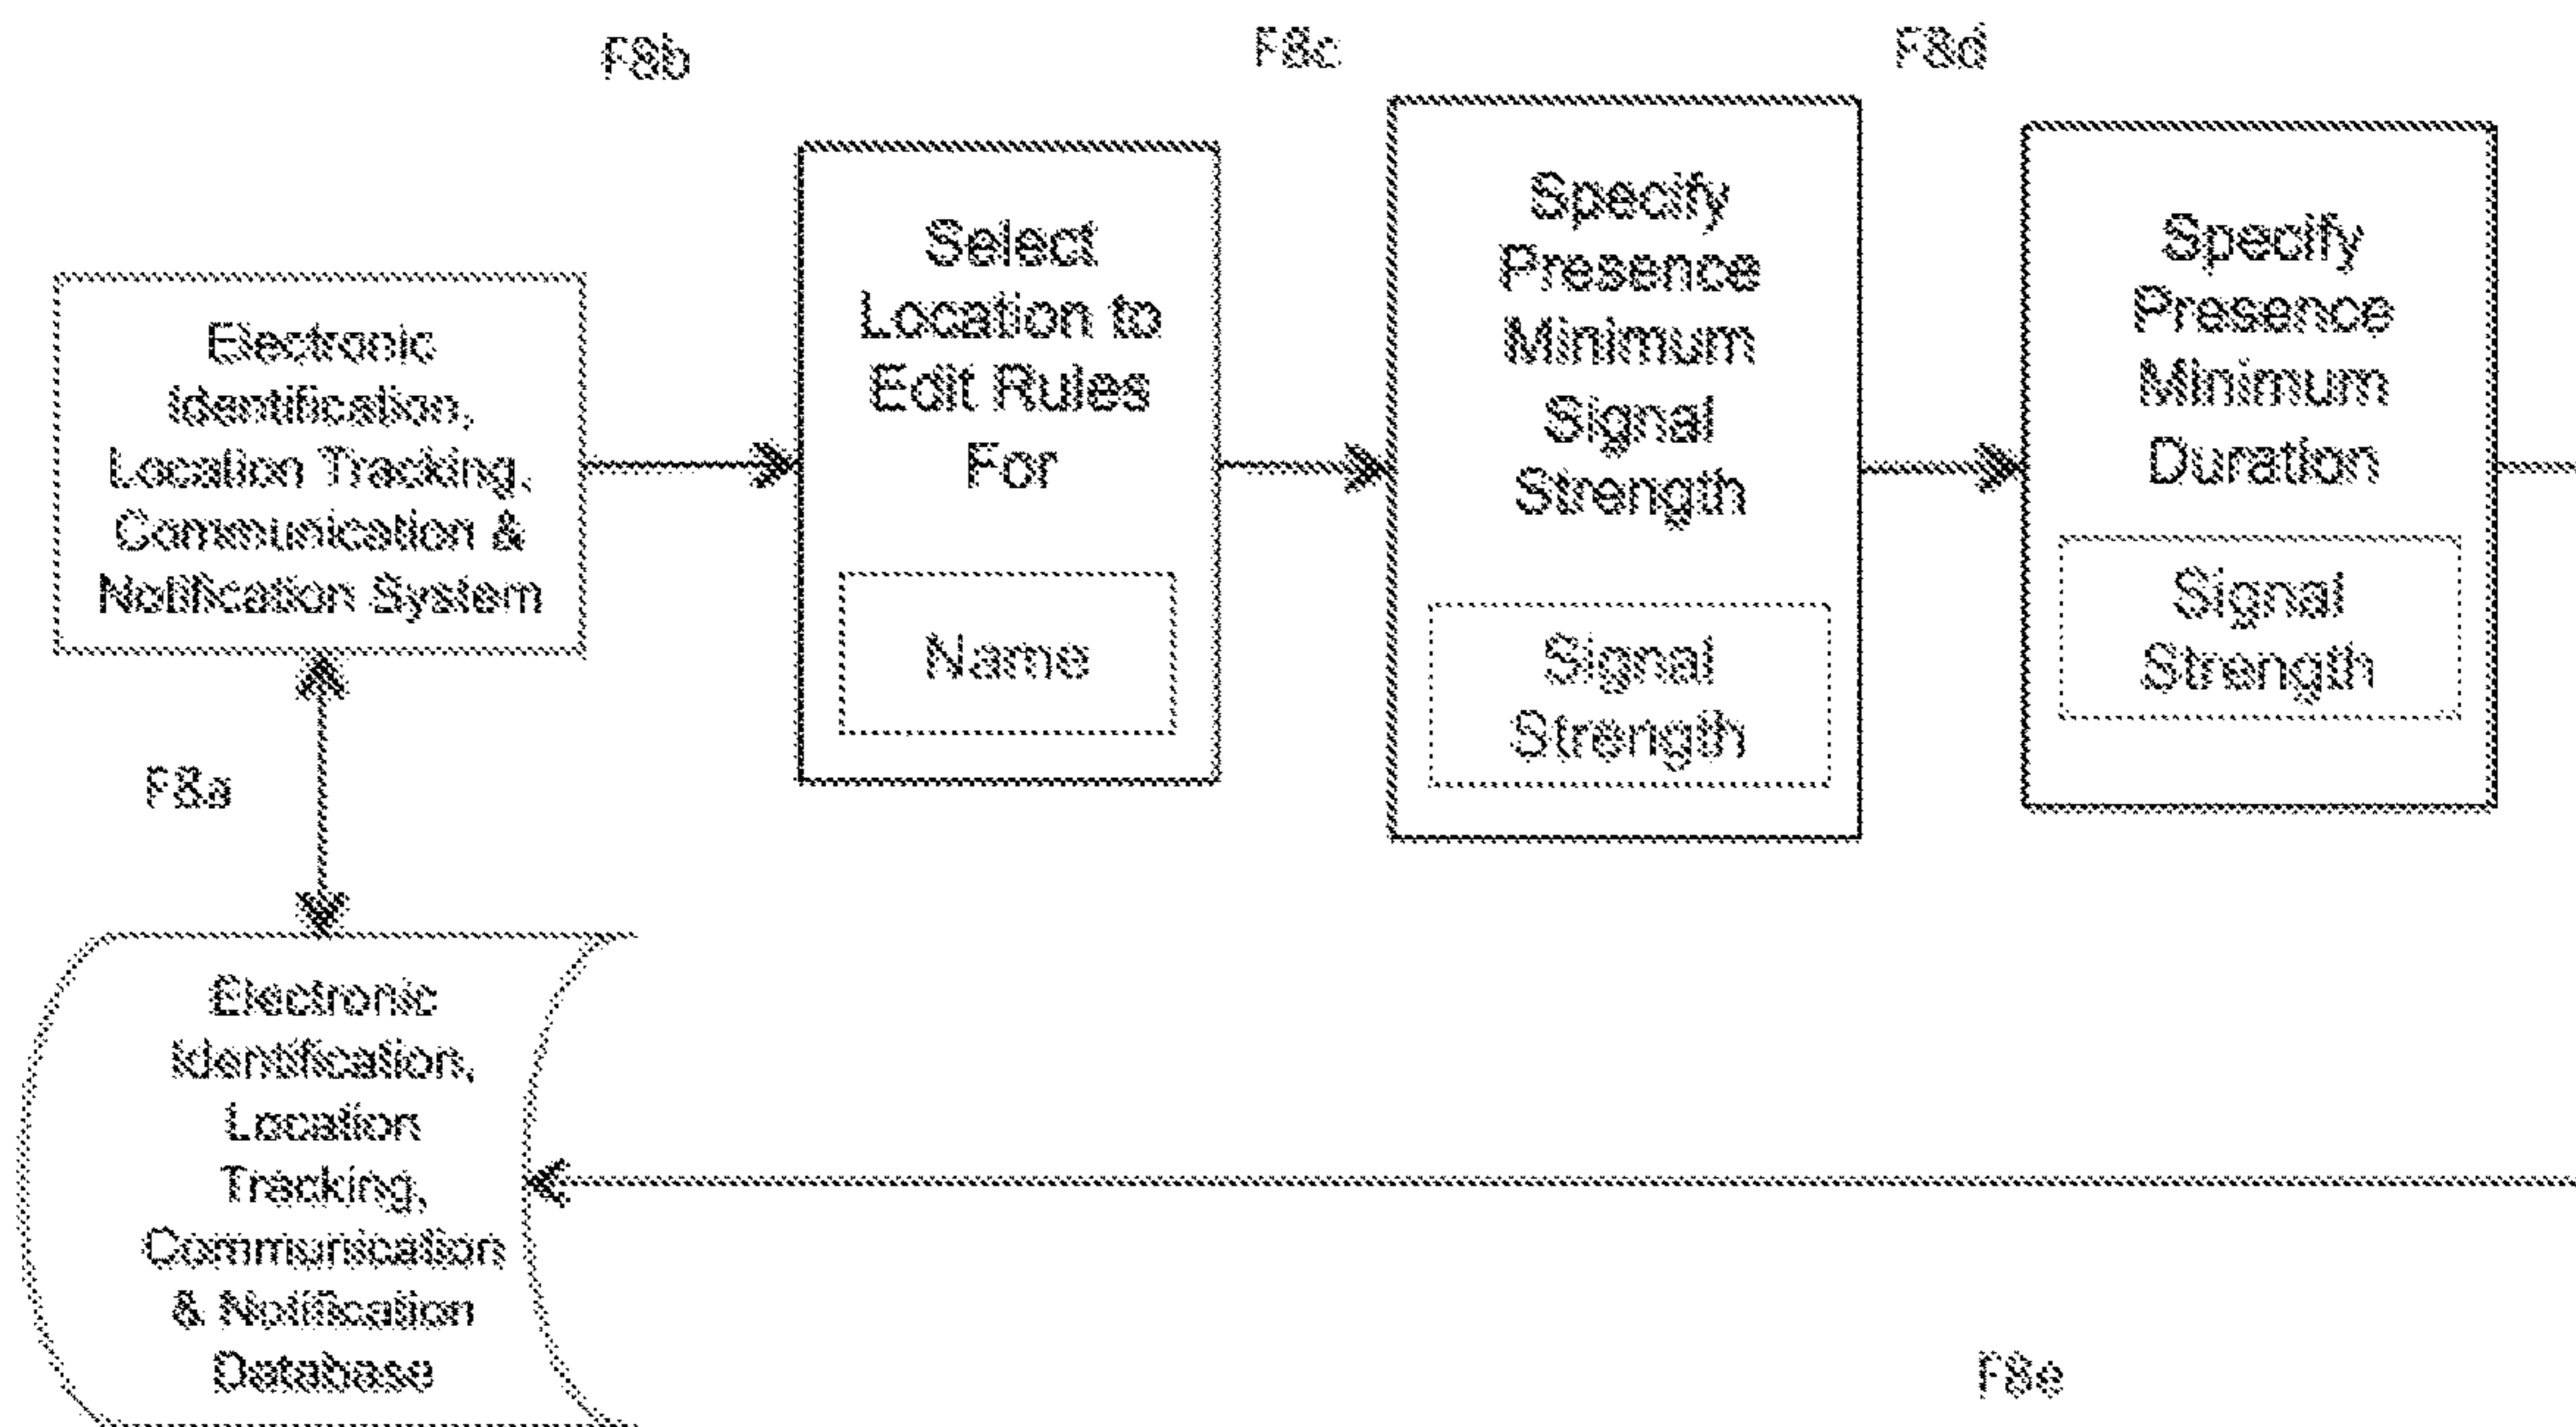 F8b
F8c
F8d
Electronic
Identification,
Location Tracking,
Communication &
Notification System
Select
Location to
Edit Rules
For
Name
Specify
Presence
Minimum
Signal
Strength
Signal
Strength
Specify
Presence
Minimum
Duration
Signal
Strength
F8a
Electronic
Identification,
Location
Tracking,
Communication
& Notification
Database
F8e